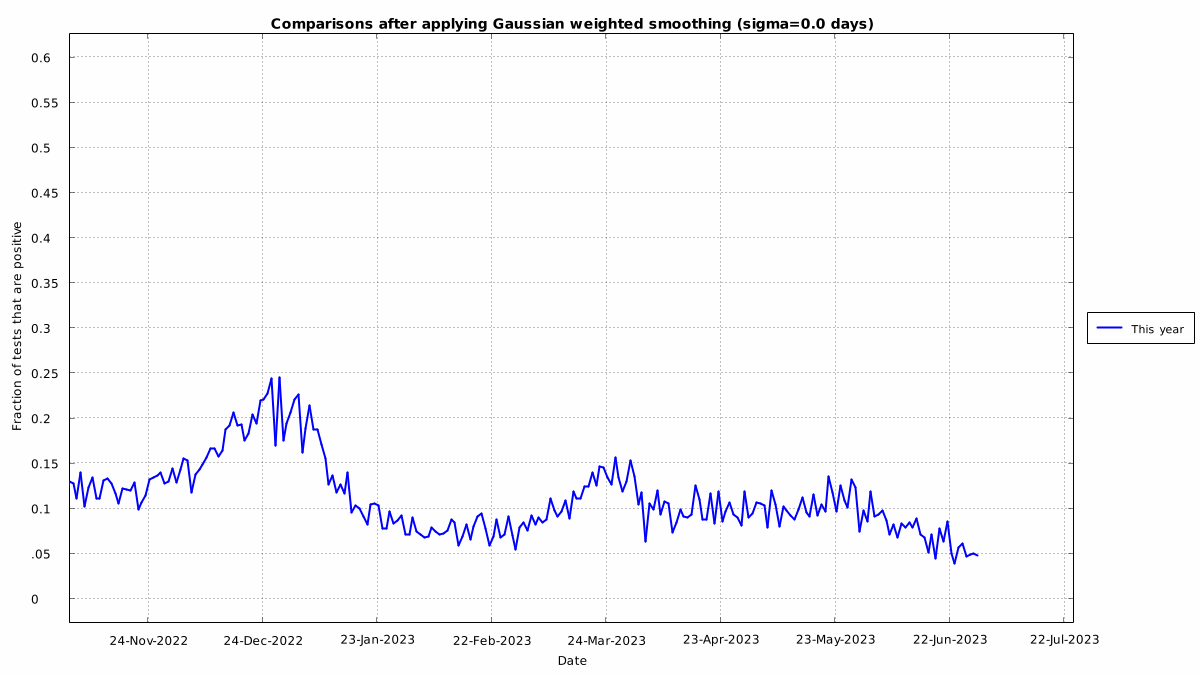 Comparisons after applying Gaussian weighted smoothing (sigma=0.0 days)
0.6
0.55
0.5
0.45
0.4
0.35
0.3
0.25
0.2
0.15
0.1
.05
0
Fraction of tests that are positive
This year
24-Nov-2022 24-Dec-2022 23-Jan-2023 22-Feb-2023 24-Mar-2023 23-Apr-2023 23-May-2023 22-Jun-2023 22-Jul-2023
Date